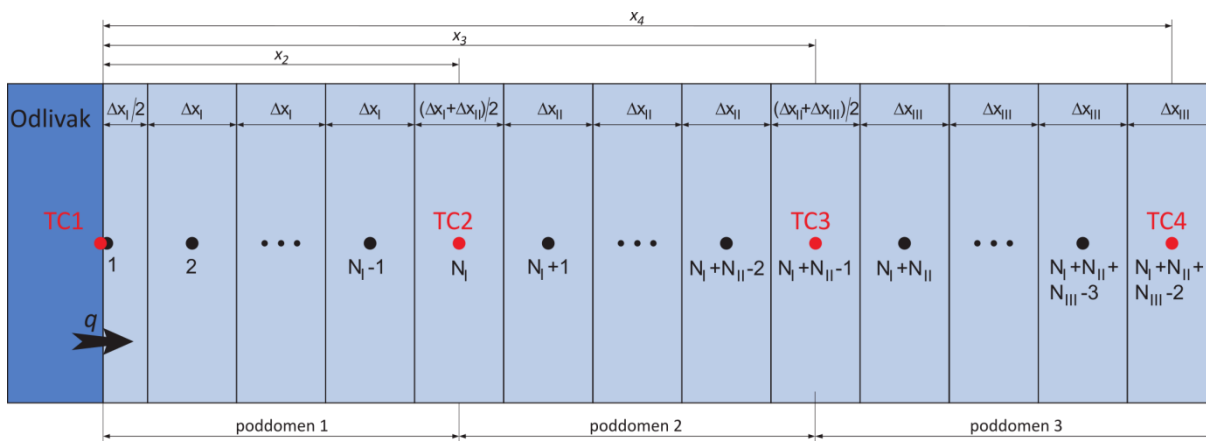 x₄
x₃
x₂
Odlivak
Δx_I/2 Δx_I Δx_I Δx_I (Δx_I+Δx_II)/2 Δx_II Δx_II Δx_II (Δx_II+Δx_III)/2 Δx_III Δx_III Δx_III Δx_III
TC1 TC2 TC3 TC4
1 2 N_I-1 N_I N_I+1 N_I+N_II-2 N_I+N_II-1 N_I+N_II N_I+N_II+ N_I+N_II+
N_III-3 N_III-2
q
poddomen 1 poddomen 2 poddomen 3